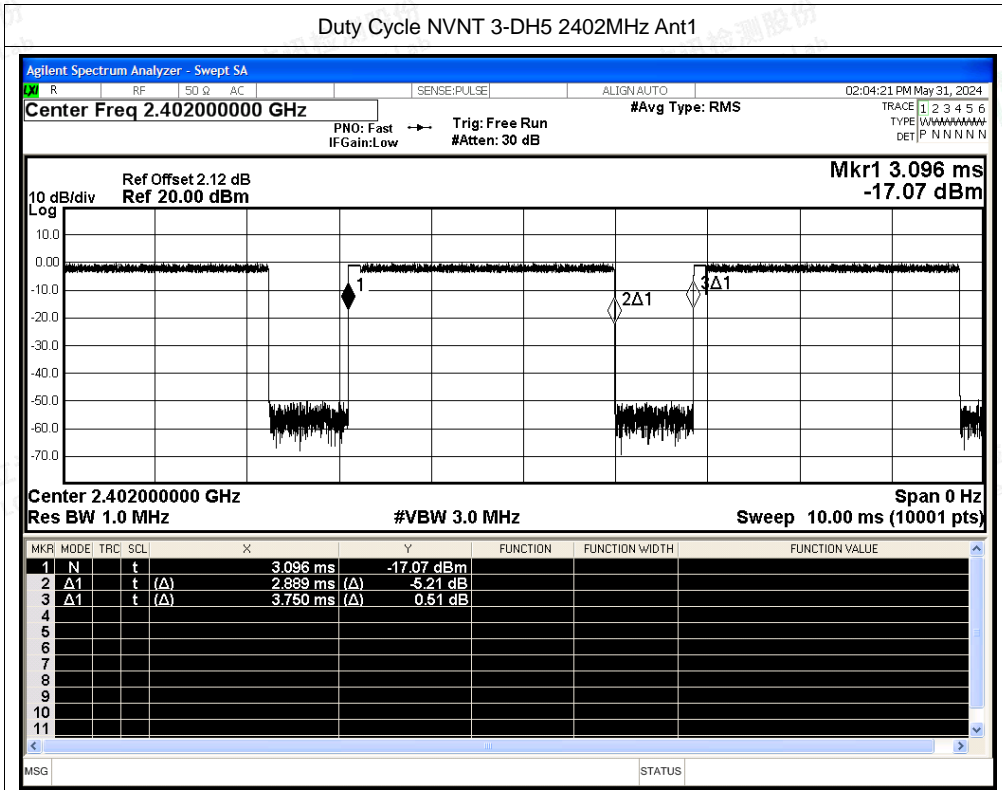 Duty Cycle NVNT 3-DH5 2402MHz Ant1
Agilent Spectrum Analyzer - Swept SA
LXI R RF 50 Ω AC SENSE:PULSE ALIGN AUTO 02:04:21 PM May 31, 2024
Center Freq 2.402000000 GHz
PNO: Fast
IFGain:Low
Trig: Free Run
#Atten: 30 dB
#Avg Type: RMS
TRACE 1 2 3 4 5 6
TYPE
DET P N N N N N
Mkr1 3.096 ms
-17.07 dBm
Ref Offset 2.12 dB
10 dB/div Ref 20.00 dBm
Log
10.0
0.00
-10.0
-20.0
-30.0
-40.0
-50.0
-60.0
-70.0
1
2Δ1
3Δ1
Center 2.402000000 GHz Span 0 Hz
Res BW 1.0 MHz #VBW 3.0 MHz Sweep 10.00 ms (10001 pts)
MKR MODE TRC SCL X Y FUNCTION FUNCTION WIDTH FUNCTION VALUE
1 N t 3.096 ms -17.07 dBm
2 Δ1 t (Δ) 2.889 ms (Δ) -5.21 dB
3 Δ1 t (Δ) 3.750 ms (Δ) 0.51 dB
4
5
6
7
8
9
10
11
MSG STATUS